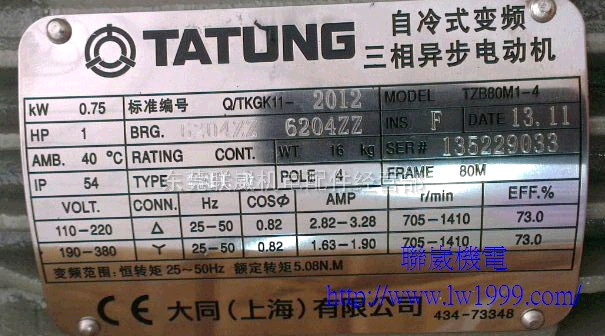 TATUNG 自冷式变频
三相异步电动机
kW 0.75 标准编号 Q/TKGK11- 2012 MODEL TZB80M1-4
HP 1 BRG. 6204ZZ 6204ZZ INS F DATE 13.11
AMB. 40 ℃ RATING CONT. WT. 16 kg SER# 135229033
IP 54 TYPE POLE 4 FRAME 80M
VOLT. CONN. Hz COSΦ AMP r/min EFF.%
110-220 △ 25-50 0.82 2.82-3.28 705-1410 73.0
190-380 Y 25-50 0.82 1.63-1.90 705-1410 73.0
变频范围：恒转矩 25～50Hz 额定转矩 5.08N.M
聯崴機電
CE 大同（上海）有限公司 434-73348
http://www.lw1999.com/